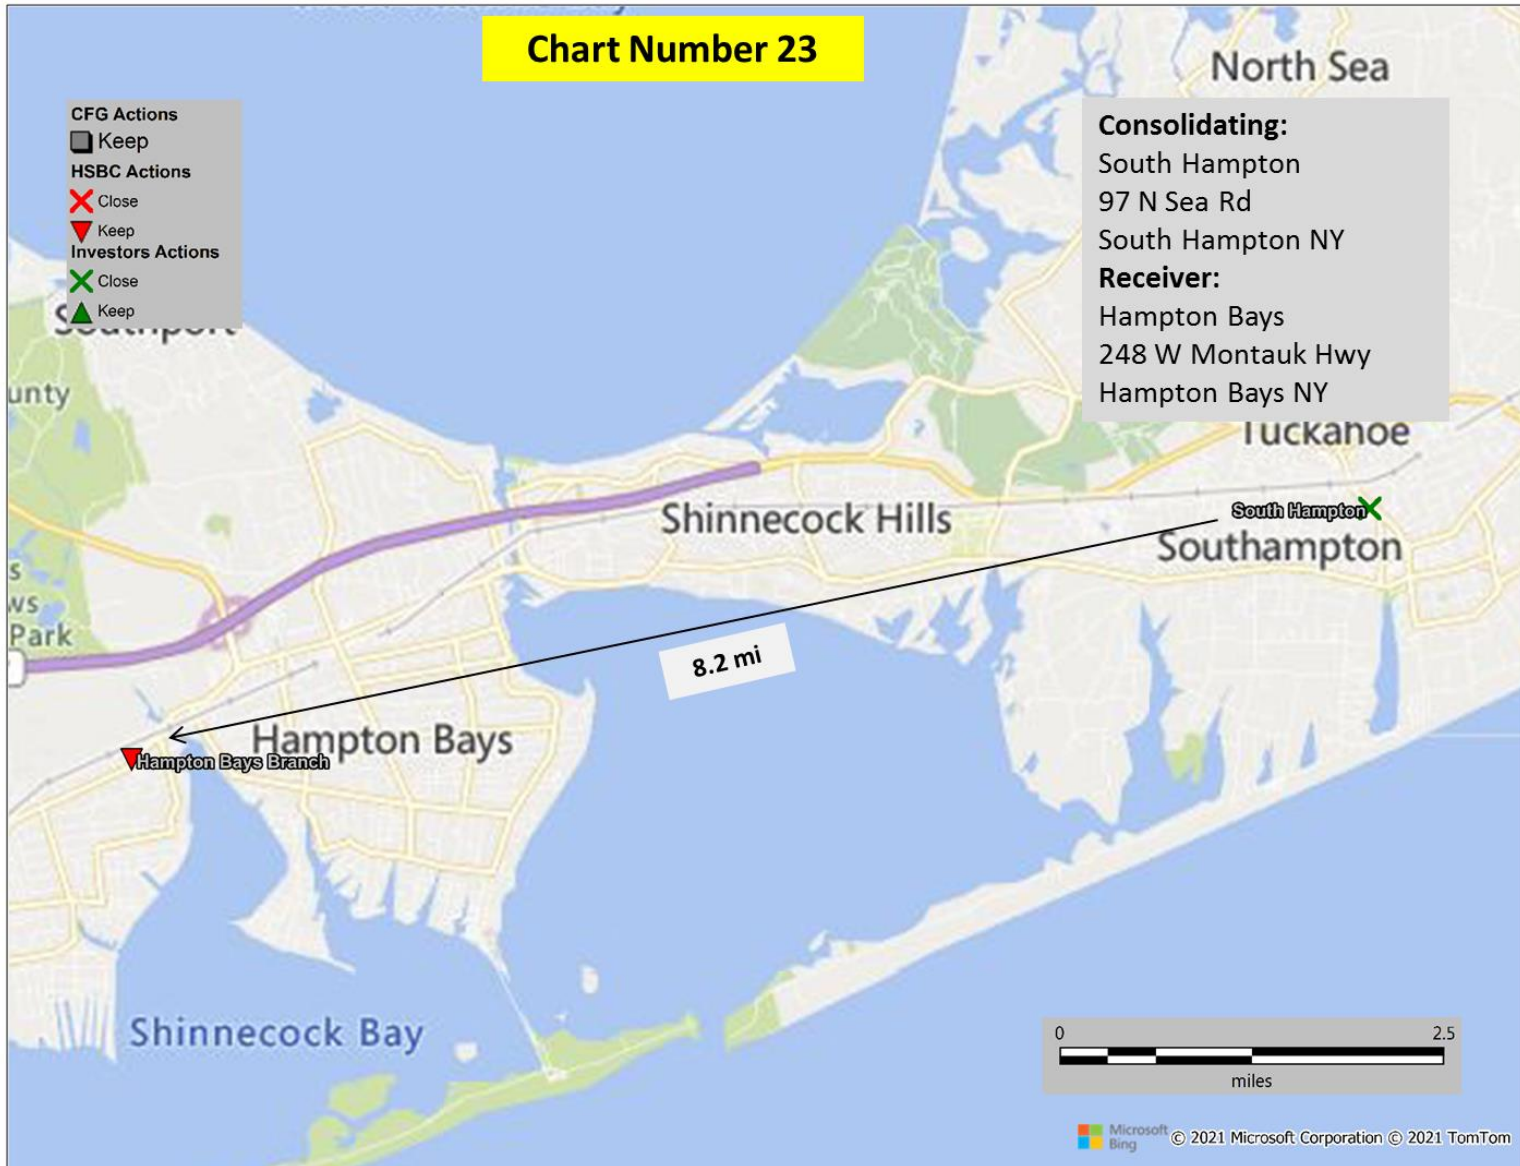 Chart Number 23
North Sea
CFG Actions
Keep
HSBC Actions
Close
Keep
Investors Actions
Close
Keep
Consolidating:
South Hampton
97 N Sea Rd
South Hampton NY
Receiver:
Hampton Bays
248 W Montauk Hwy
Hampton Bays NY
Southport
unty
Tuckahoe
Shinnecock Hills
South Hampton
Southampton
s
ws
Park
8.2 mi
Hampton Bays
Hampton Bays Branch
Shinnecock Bay
0 2.5
miles
Microsoft
Bing
© 2021 Microsoft Corporation © 2021 TomTom